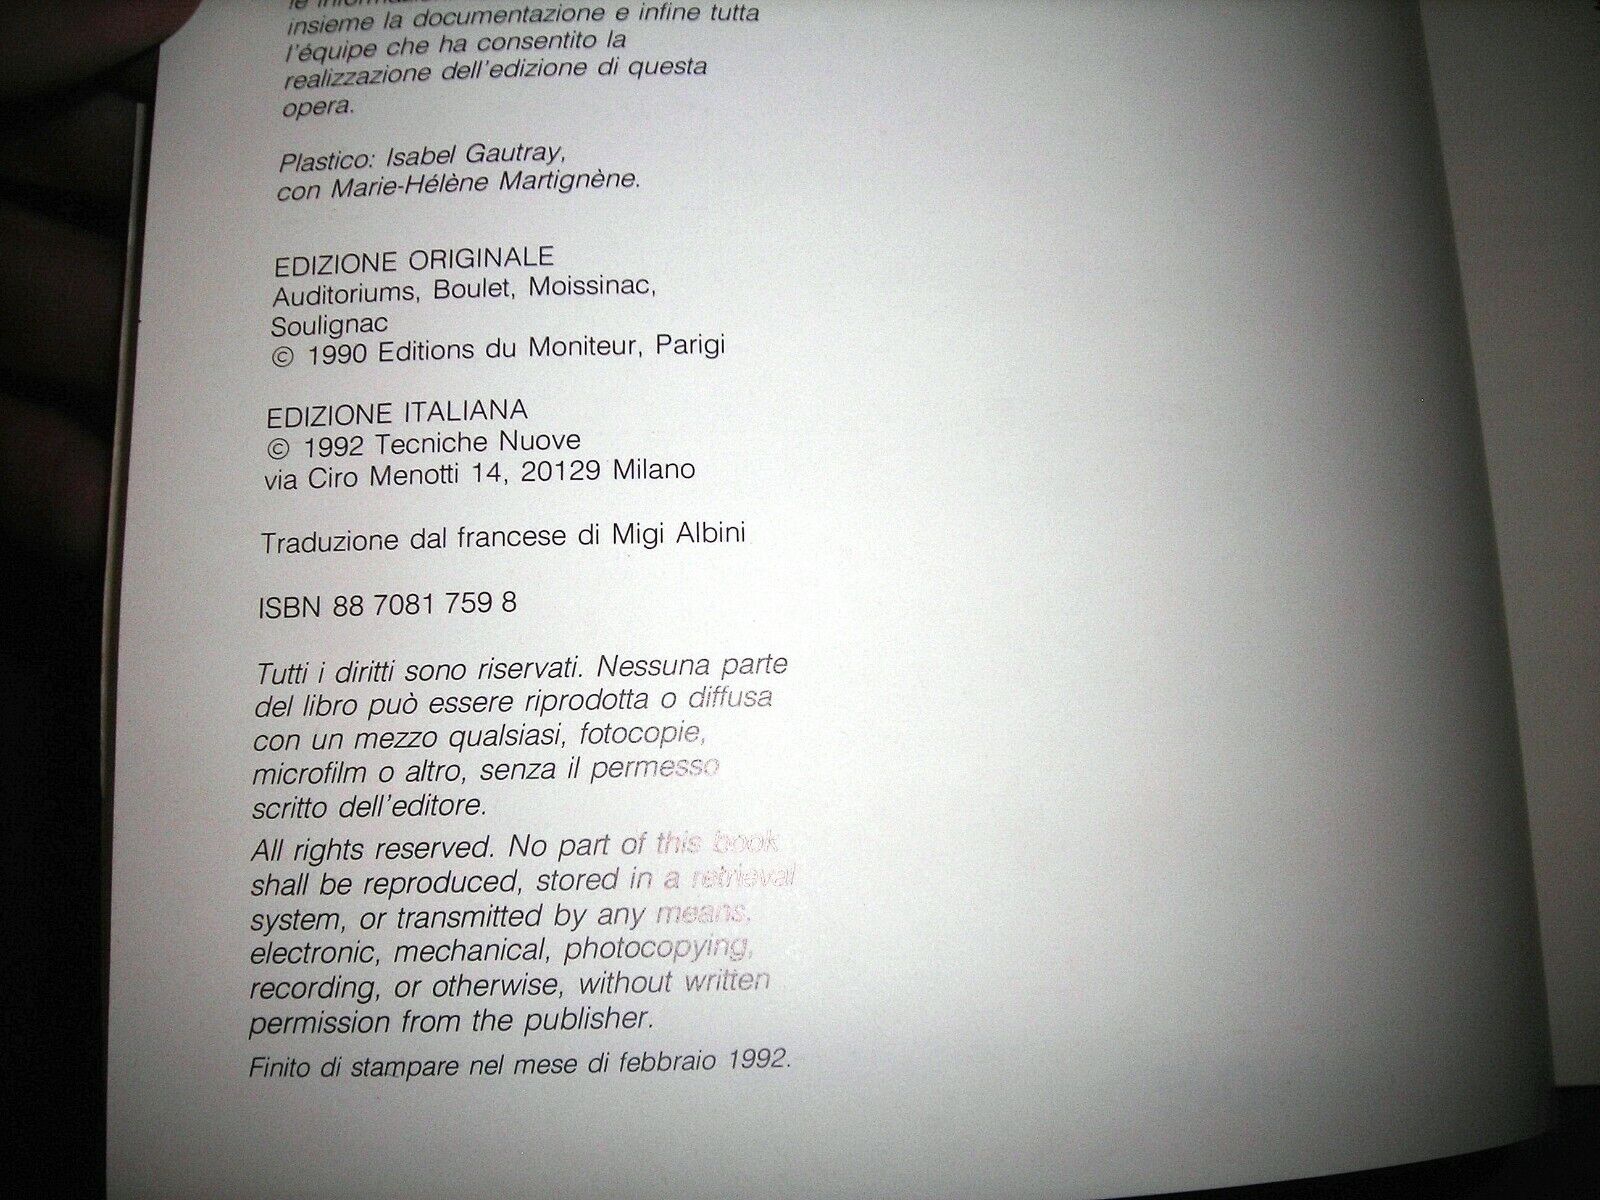 le informazioni
insieme la documentazione e infine tutta
l'équipe che ha consentito la
realizzazione dell'edizione di questa
opera.
Plastico: Isabel Gautray,
con Marie-Hélène Martignène.
EDIZIONE ORIGINALE
Auditoriums, Boulet, Moissinac,
Soulignac
© 1990 Editions du Moniteur, Parigi
EDIZIONE ITALIANA
© 1992 Tecniche Nuove
via Ciro Menotti 14, 20129 Milano
Traduzione dal francese di Migi Albini
ISBN 88 7081 759 8
Tutti i diritti sono riservati. Nessuna parte
del libro può essere riprodotta o diffusa
con un mezzo qualsiasi, fotocopie,
microfilm o altro, senza il permesso
scritto dell'editore.
All rights reserved. No part of this book
shall be reproduced, stored in a retrieval
system, or transmitted by any means,
electronic, mechanical, photocopying,
recording, or otherwise, without written
permission from the publisher.
Finito di stampare nel mese di febbraio 1992.